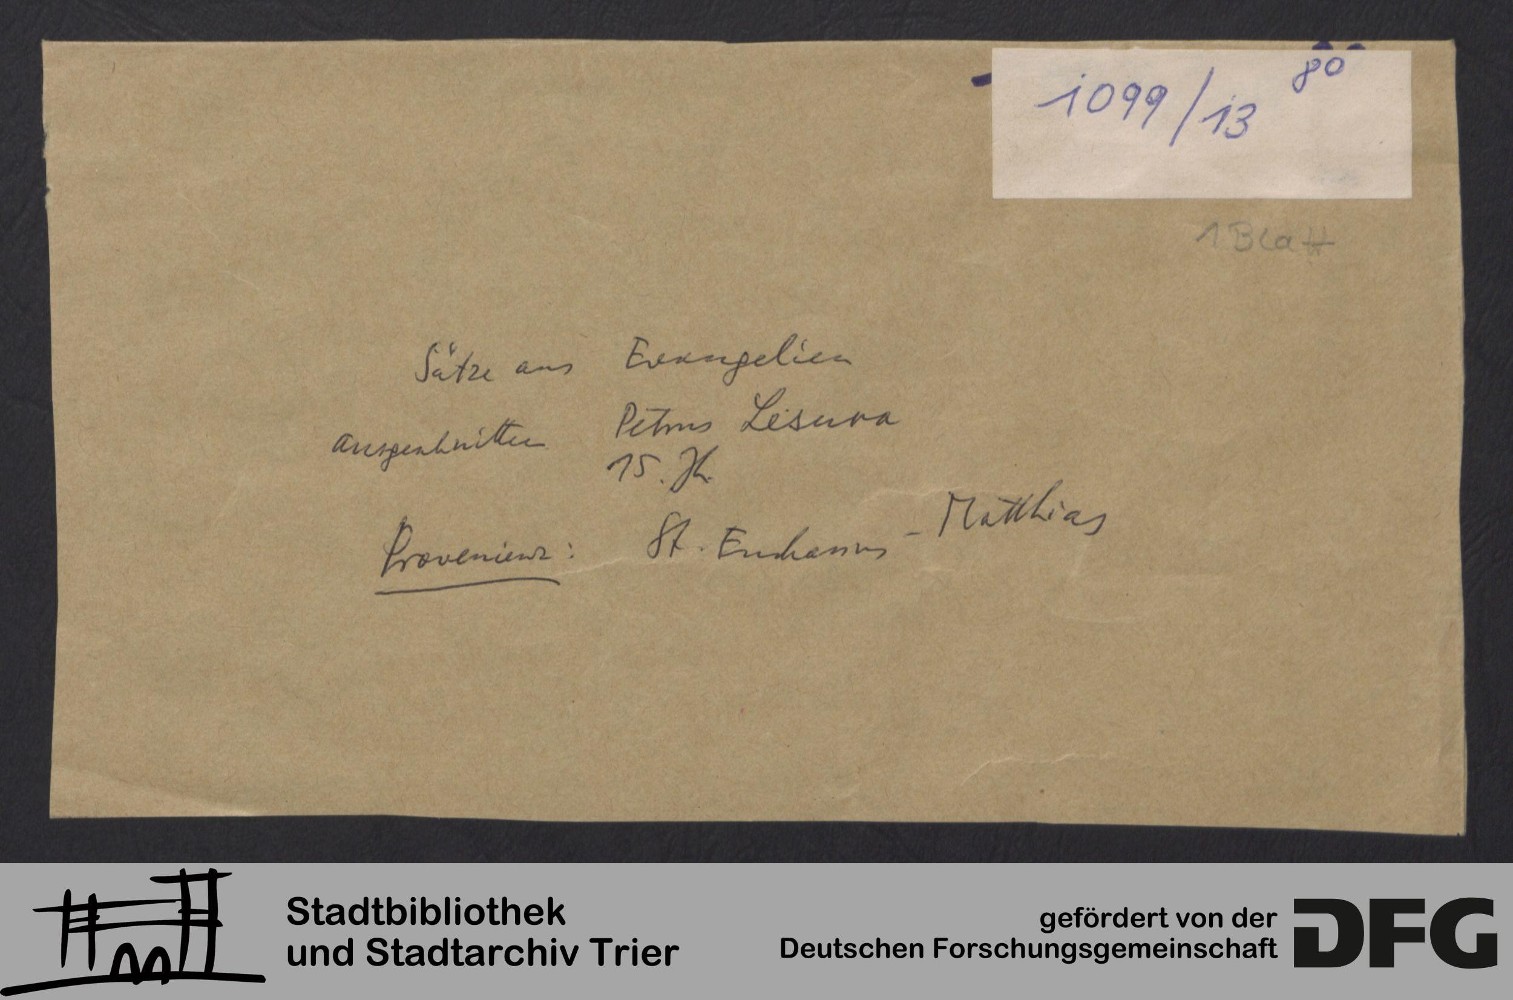 1099/13 8°
1 Blatt
Sätze aus Evangelien
ausgeschnitten Petrus Lesura
15. Jh.
Provenienz: St. Eucharius - Matthias
Stadtbibliothek
und Stadtarchiv Trier
gefördert von der
Deutschen Forschungsgemeinschaft
DFG